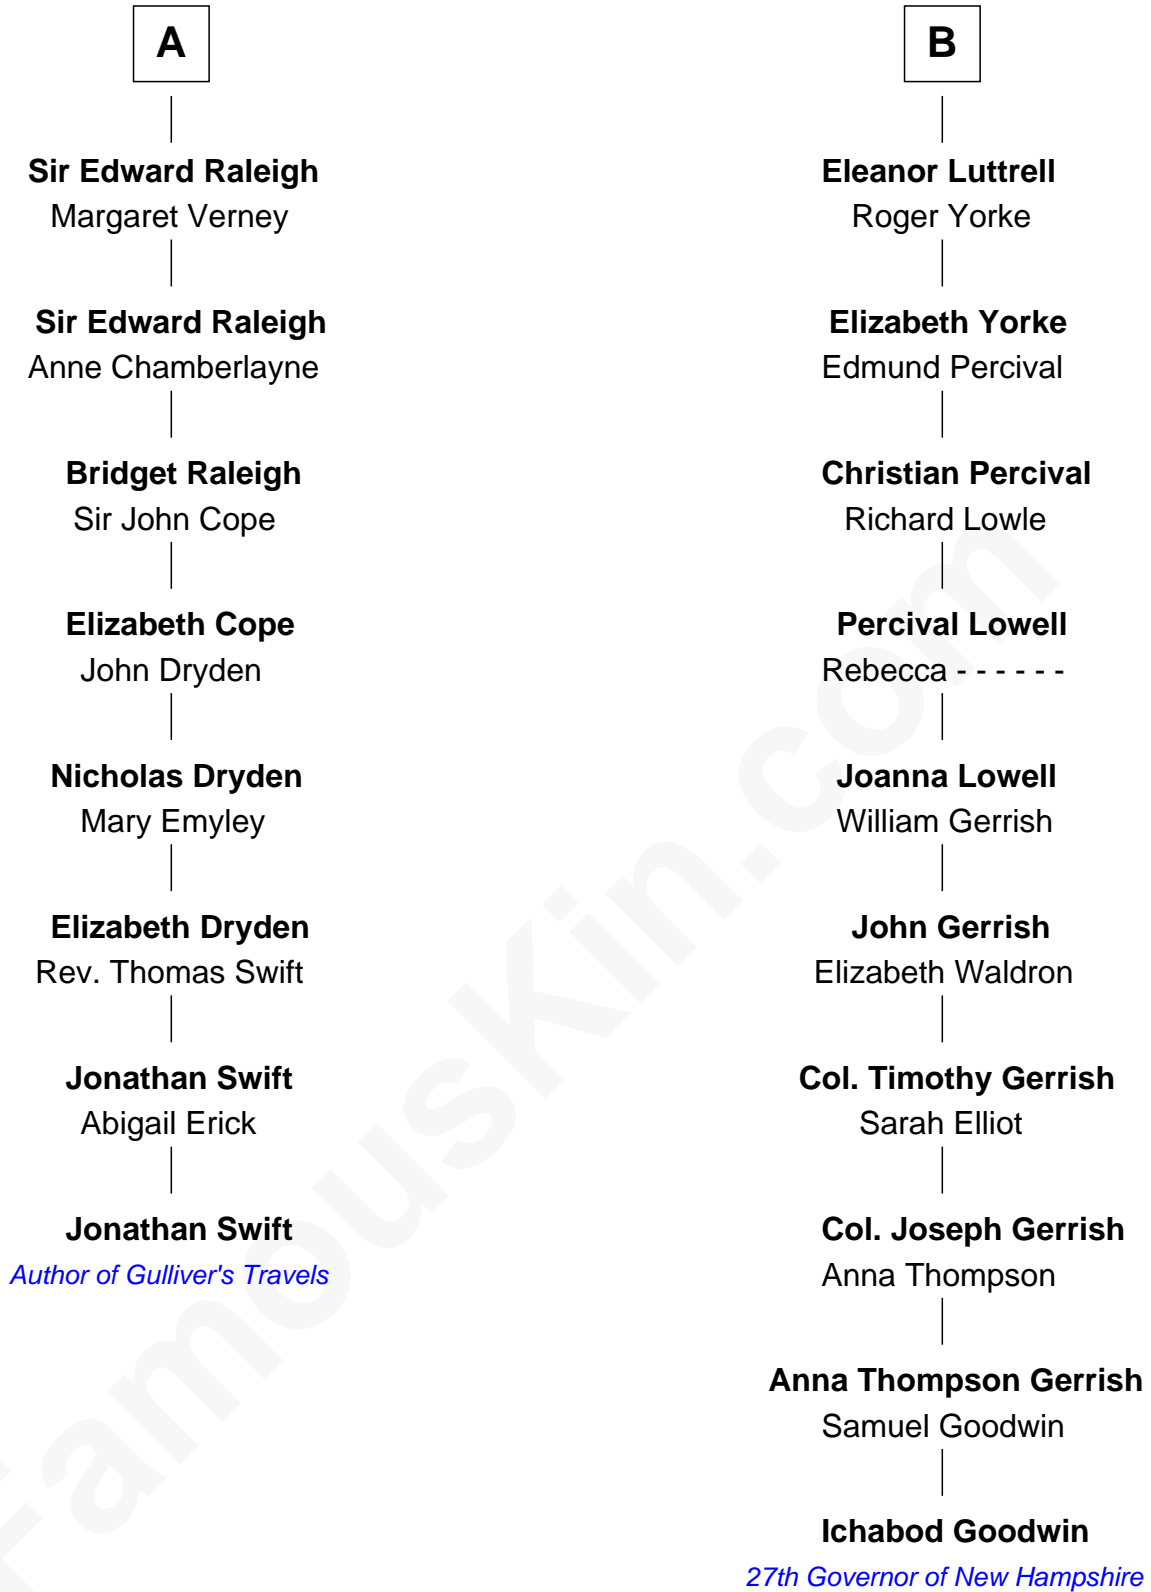 A
Sir Edward Raleigh
Margaret Verney
Sir Edward Raleigh
Anne Chamberlayne
Bridget Raleigh
Sir John Cope
Elizabeth Cope
John Dryden
Nicholas Dryden
Mary Emyley
Elizabeth Dryden
Rev. Thomas Swift
Jonathan Swift
Abigail Erick
Jonathan Swift
Author of Gulliver's Travels
B
Eleanor Luttrell
Roger Yorke
Elizabeth Yorke
Edmund Percival
Christian Percival
Richard Lowle
Percival Lowell
Rebecca - - - - - -
Joanna Lowell
William Gerrish
John Gerrish
Elizabeth Waldron
Col. Timothy Gerrish
Sarah Elliot
Col. Joseph Gerrish
Anna Thompson
Anna Thompson Gerrish
Samuel Goodwin
Ichabod Goodwin
27th Governor of New Hampshire
FamousKin.com